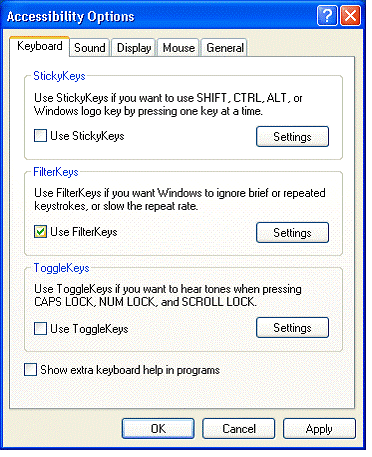 Accessibility Options
Keyboard Sound Display Mouse General
StickyKeys
Use StickyKeys if you want to use SHIFT, CTRL, ALT, or
Windows logo key by pressing one key at a time.
Use StickyKeys Settings
FilterKeys
Use FilterKeys if you want Windows to ignore brief or repeated
keystrokes, or slow the repeat rate.
Use FilterKeys Settings
ToggleKeys
Use ToggleKeys if you want to hear tones when pressing
CAPS LOCK, NUM LOCK, and SCROLL LOCK.
Use ToggleKeys Settings
Show extra keyboard help in programs
OK Cancel Apply